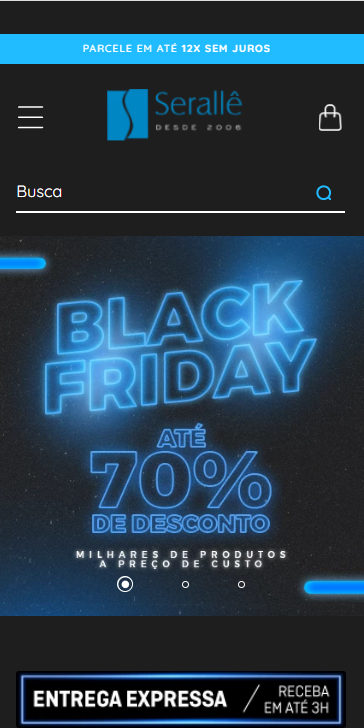 PARCELE EM ATÉ 12X SEM JUROS
Serallê
DESDE 2006
Busca
BLACK
FRIDAY
ATÉ
70%
DE DESCONTO
MILHARES DE PRODUTOS
A PREÇO DE CUSTO
ENTREGA EXPRESSA / RECEBA
EM ATÉ 3H